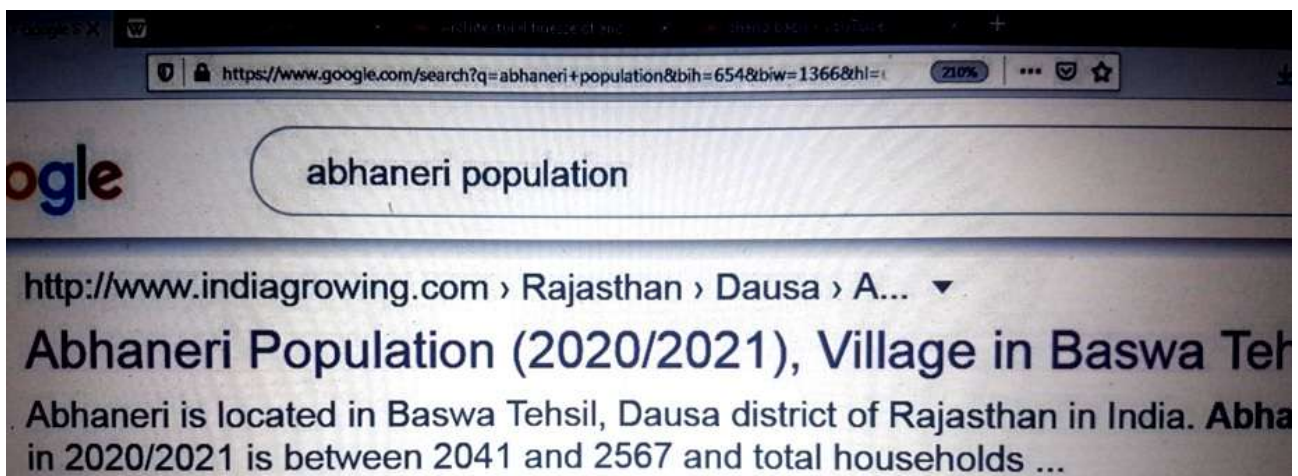 https://www.google.com/search?q=abhaneri+population&bih=654&biw=1366&hl= 210%
ogle abhaneri population
http://www.indiagrowing.com › Rajasthan › Dausa › A...
Abhaneri Population (2020/2021), Village in Baswa Teh
Abhaneri is located in Baswa Tehsil, Dausa district of Rajasthan in India. Abha
in 2020/2021 is between 2041 and 2567 and total households ...